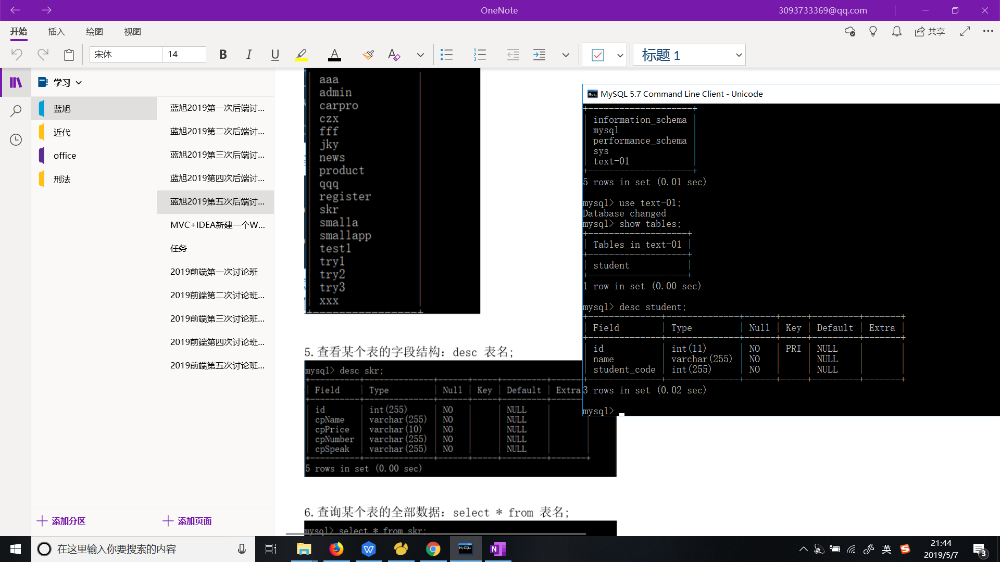 OneNote
3093733369@qq.com
开始
插入
绘图
视图
共享
宋体
14
B
I
U
A
A
标题 1
学习
蓝旭
近代
office
刑法
蓝旭2019第一次后端讨...
蓝旭2019第二次后端讨...
蓝旭2019第三次后端讨...
蓝旭2019第四次后端讨...
蓝旭2019第五次后端讨...
MVC+IDEA新建一个W...
任务
2019前端第一次讨论班
2019前端第二次讨论班...
2019前端第三次讨论班...
2019前端第四次讨论班...
2019前端第五次讨论班...
添加分区
添加页面
aaa
admin
carpro
czx
fff
jky
news
product
qqq
register
skr
smalla
smallapp
test1
try1
try2
try3
xxx
5.查看某个表的字段结构：desc 表名;
mysql> desc skr;
Field Type Null Key Default Extra
id int(255) NO NULL
cpName varchar(255) NO NULL
cpPrice varchar(10) NO NULL
cpNumber varchar(255) NO NULL
cpSpeak varchar(255) NO NULL
5 rows in set (0.00 sec)
6.查询某个表的全部数据：select * from 表名;
mysql> select * from skr;
MySQL 5.7 Command Line Client - Unicode
information_schema
mysql
performance_schema
sys
text-01
5 rows in set (0.01 sec)
mysql> use text-01;
Database changed
mysql> show tables;
Tables_in_text-01
student
1 row in set (0.00 sec)
mysql> desc student;
Field Type Null Key Default Extra
id int(11) NO PRI NULL
name varchar(255) NO NULL
student_code int(255) NO NULL
3 rows in set (0.02 sec)
mysql>
在这里输入你要搜索的内容
英
21:44
2019/5/7
3